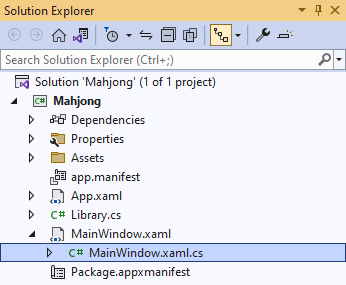 Solution Explorer
Search Solution Explorer (Ctrl+;)
Solution 'Mahjong' (1 of 1 project)
C# Mahjong
Dependencies
Properties
Assets
app.manifest
App.xaml
C# Library.cs
MainWindow.xaml
C# MainWindow.xaml.cs
Package.appxmanifest